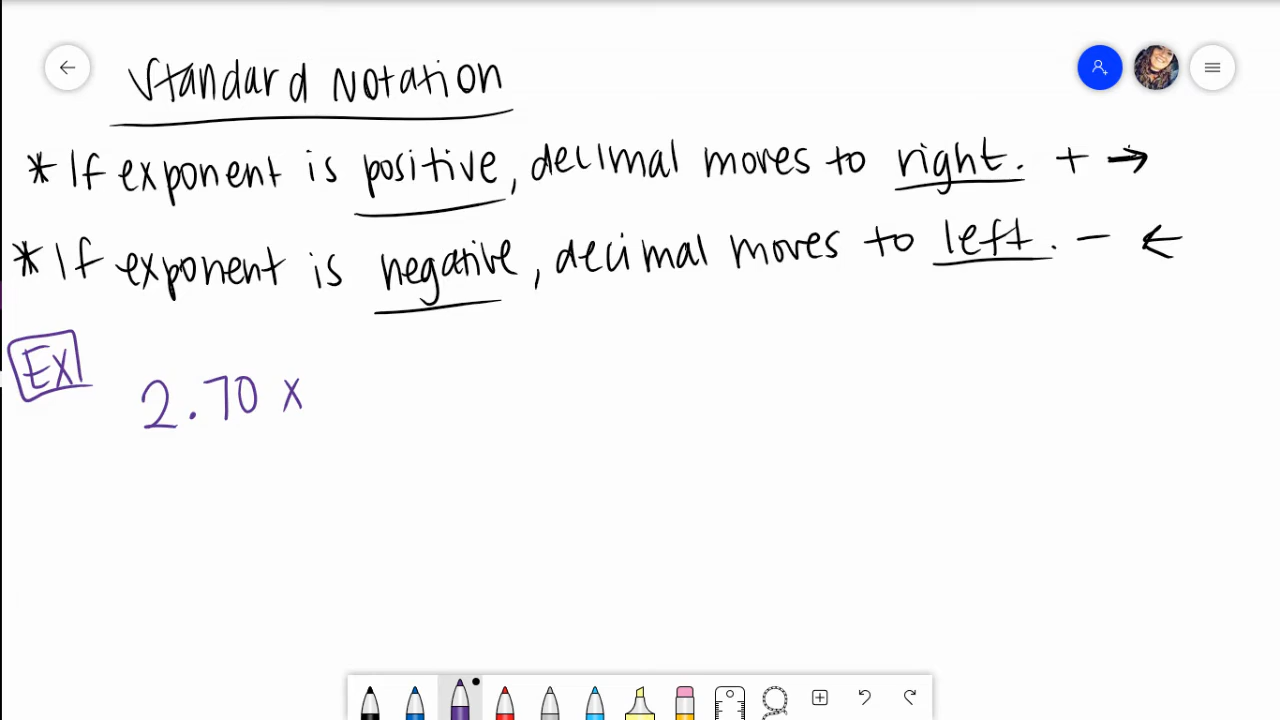 Standard Notation
* If exponent is positive, decimal moves to right. + →
* If exponent is negative, decimal moves to left. - ←
Ex
2.70 x